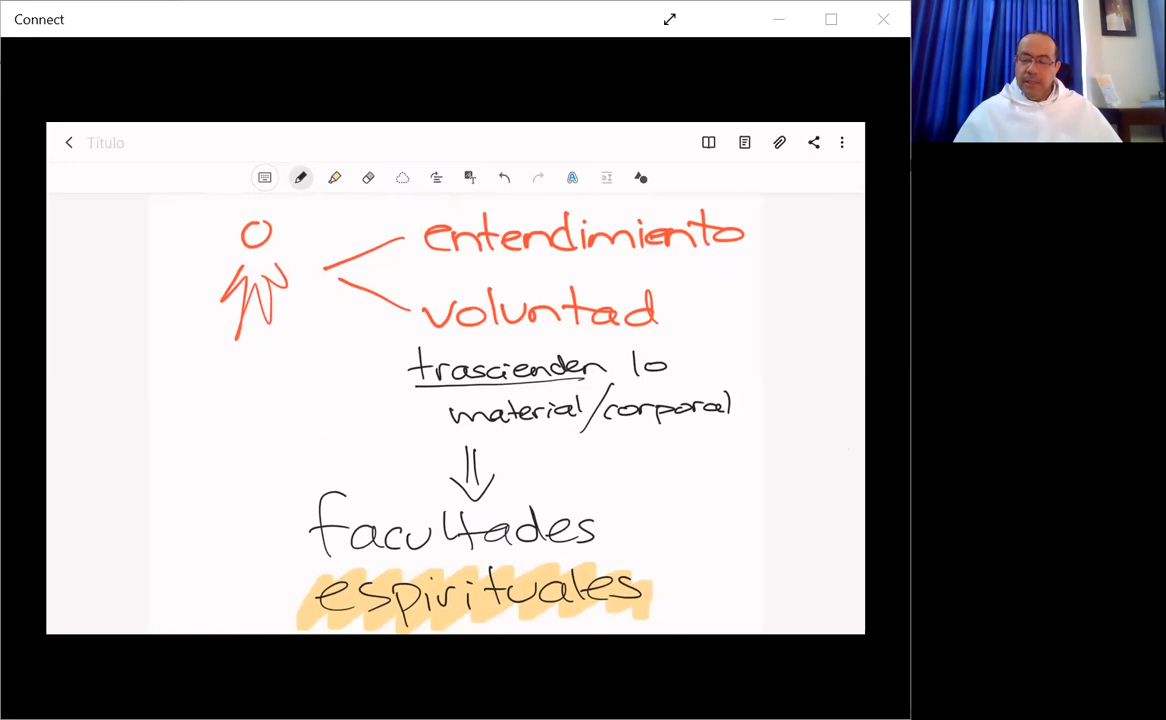 Connect
Título
entendimiento
voluntad
trascienden lo
material/corporal
facultades
espirituales